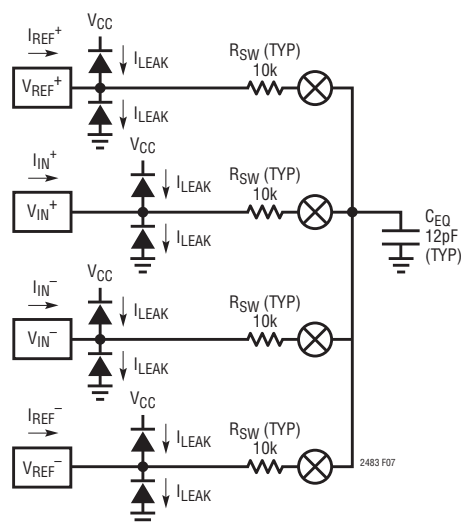 VCC
IREF+
ILEAK
RSW (TYP)
10k
VREF+
ILEAK
VCC
IIN+
ILEAK
RSW (TYP)
10k
VIN+
ILEAK
CEQ
12pF
(TYP)
VCC
IIN−
ILEAK
RSW (TYP)
10k
VIN−
ILEAK
VCC
IREF−
ILEAK
RSW (TYP)
10k
VREF−
ILEAK
2483 F07